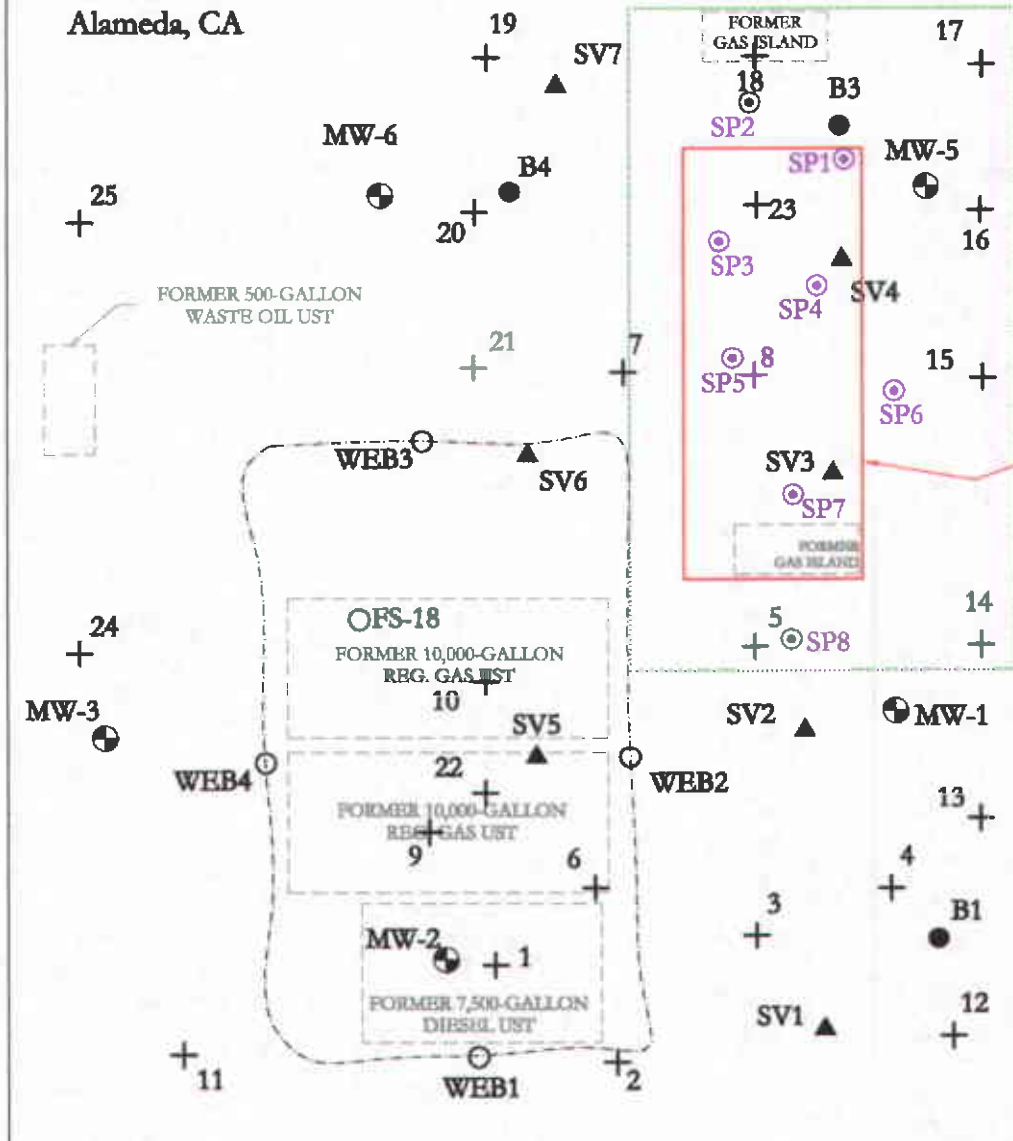 Alameda, CA
19
SV7
FORMER
GAS ISLAND
17
18
B3
SP2
MW-6
B4
SP1
MW-5
25
20
23
16
SP3
SV4
SP4
FORMER 500-GALLON
WASTE OIL UST
21
7
8
15
SP5
SP6
WEB3
SV6
SV3
SP7
FORMER
GAS ISLAND
24
FS-18
5
SP8
14
FORMER 10,000-GALLON
REG. GAS UST
10
MW-3
SV5
SV2
MW-1
WEB4
22
WEB2
FORMER 10,000-GALLON
REG. GAS UST
13
9
6
4
3
B1
MW-2
1
FORMER 7,500-GALLON
DIESEL UST
SV1
12
11
WEB1
2